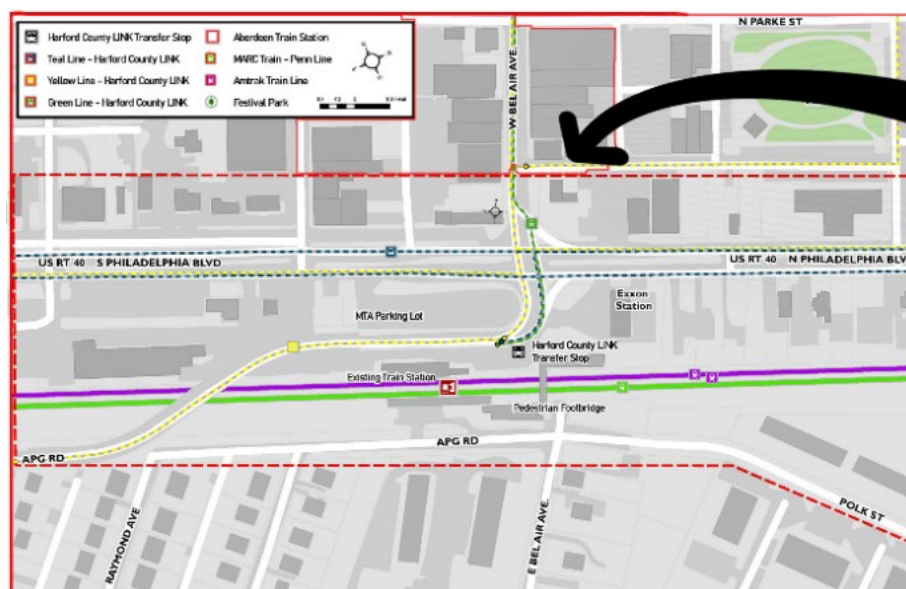 Harford County LINK Transfer Stop
Teal Line - Harford County LINK
Yellow Line - Harford County LINK
Green Line - Harford County LINK
Aberdeen Train Station
MARC Train - Penn Line
Amtrak Train Line
Festival Park
N PARKE ST
W BEL AIR AVE.
US RT 40 S PHILADELPHIA BLVD
US RT 40 N PHILADELPHIA BLV
MTA Parking Lot
Exxon
Station
Harford County LINK
Transfer Stop
Existing Train Station
Pedestrian Footbridge
APG RD
APG RD
RAYMOND AVE
E BEL AIR AVE.
POLK ST